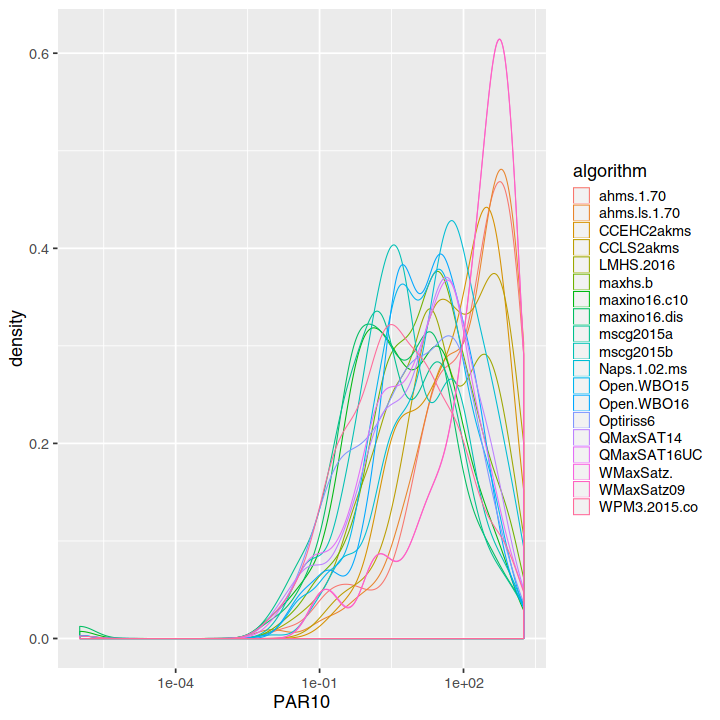 0.6
0.4
0.2
0.0
density
1e-04
1e-01
1e+02
PAR10
algorithm
ahms.1.70
ahms.ls.1.70
CCEHC2akms
CCLS2akms
LMHS.2016
maxhs.b
maxino16.c10
maxino16.dis
mscg2015a
mscg2015b
Naps.1.02.ms
Open.WBO15
Open.WBO16
Optiriss6
QMaxSAT14
QMaxSAT16UC
WMaxSatz.
WMaxSatz09
WPM3.2015.co